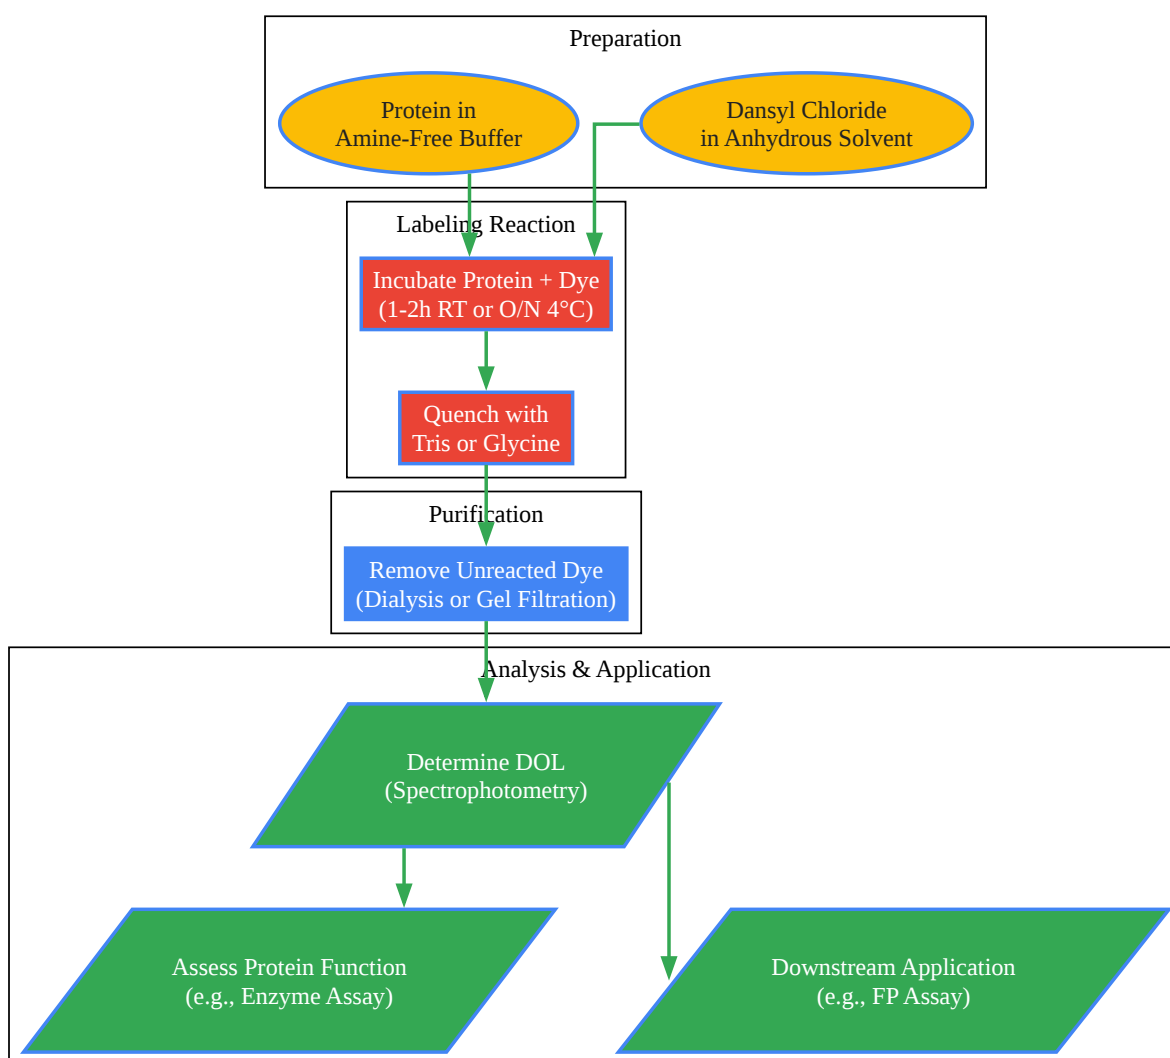 Preparation
Protein in
Amine-Free Buffer
Dansyl Chloride
in Anhydrous Solvent
Labeling Reaction
Incubate Protein + Dye
(1-2h RT or O/N 4°C)
Quench with
Tris or Glycine
Purification
Remove Unreacted Dye
(Dialysis or Gel Filtration)
Analysis & Application
Determine DOL
(Spectrophotometry)
Assess Protein Function
(e.g., Enzyme Assay)
Downstream Application
(e.g., FP Assay)